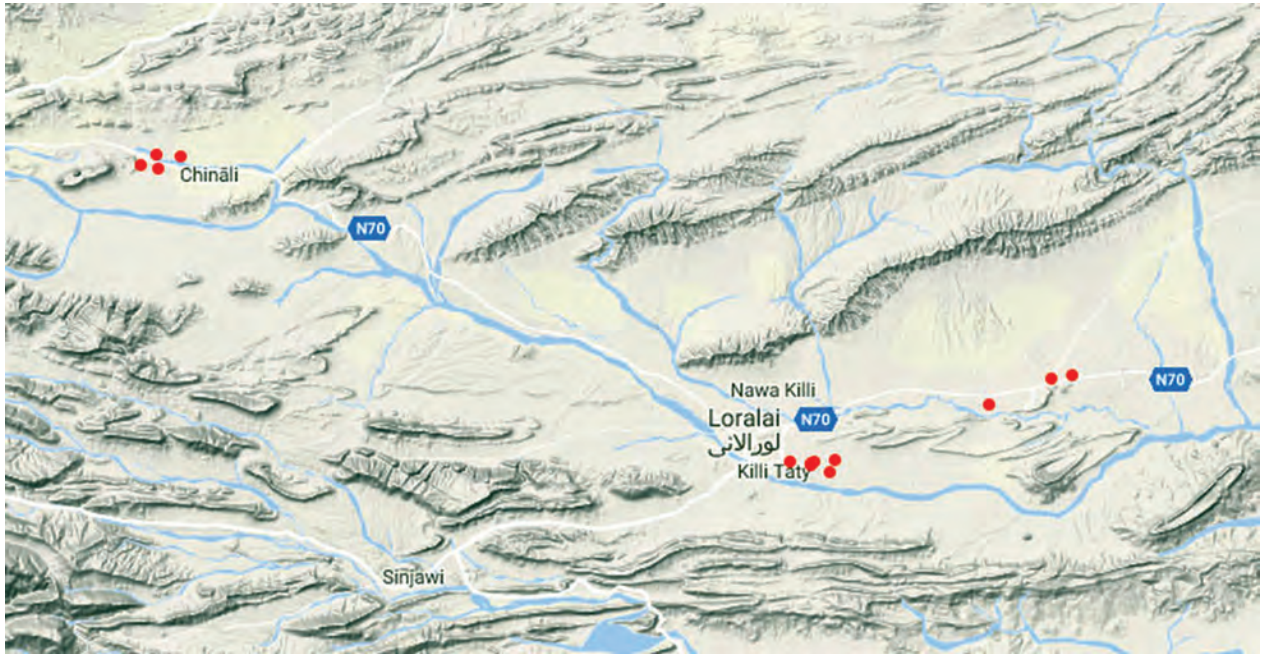 Chināli
N70
N70
Nawa Killi
Loralai
N70
لورالائی
Killi Taty
Sinjawi